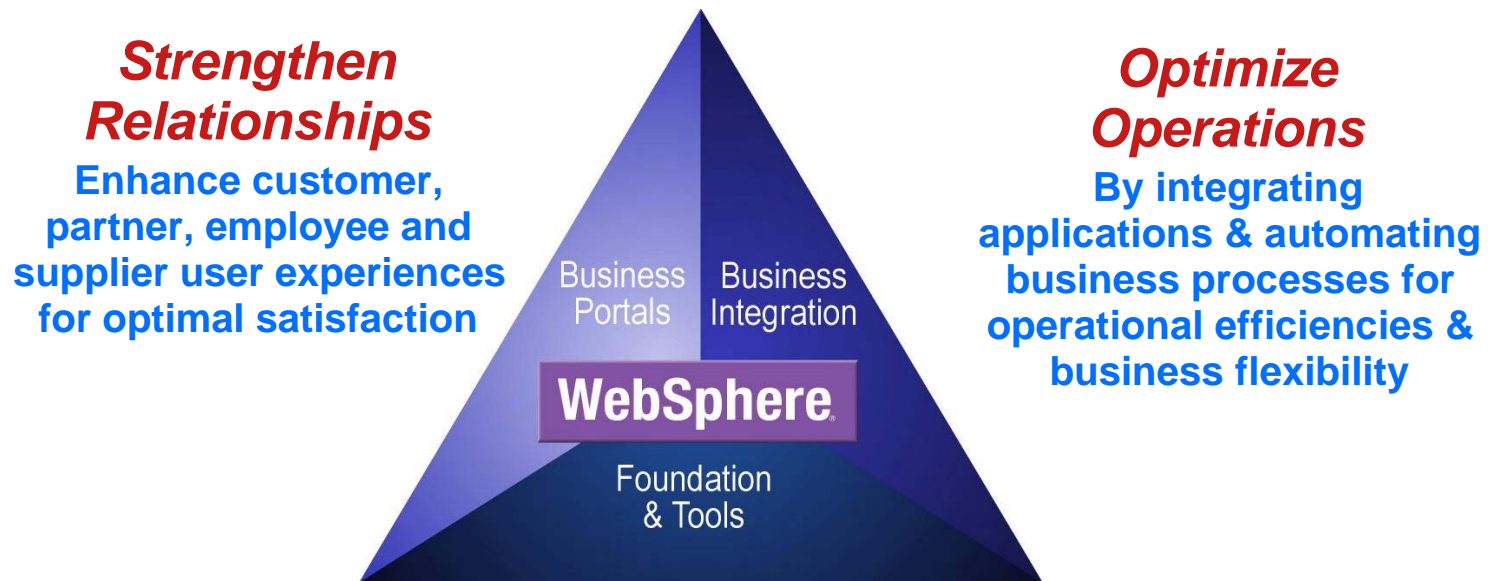 Strengthen
Relationships
Enhance customer,
partner, employee and
supplier user experiences
for optimal satisfaction
Business
Portals
Business
Integration
WebSphere®
Foundation
& Tools
Optimize
Operations
By integrating
applications & automating
business processes for
operational efficiencies &
business flexibility